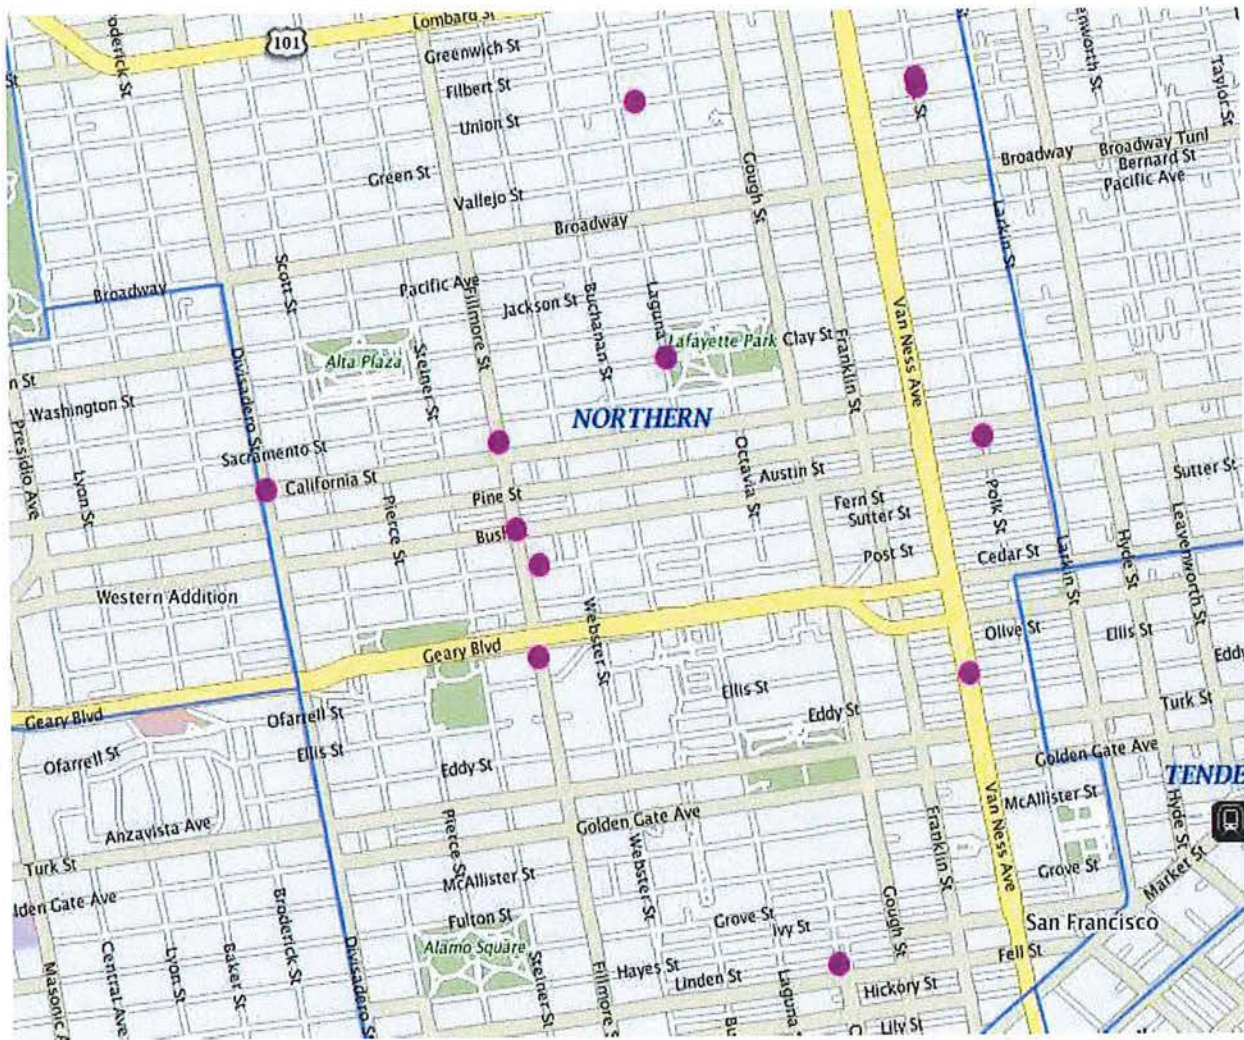 Lombard St
101
Greenwich St
Filbert St
Union St
Green St
Vallejo St
Broadway
Gough St
St
Taylor St
Broadway
Broadway Tunl
Bernard St
Pacific Ave
Larkin St
Scott St
Broadway
Pacific Ave
Jackson St
Buchanan St
Laguna
Fillmore St
Alta Plaza
Steiner St
Lafayette Park
Clay St
Franklin St
Van Ness Ave
Divisadero St
n St
Washington St
NORTHERN
Presidio Ave
Lyon St
Sacramento St
California St
Pierce St
Pine St
Octavia St
Austin St
Sutter St
Fern St
Sutter St
Polk St
Bush
Post St
Cedar St
Larkin St
Hyde St
Leavenworth St
Western Addition
Webster St
Geary Blvd
Olive St
Ellis St
Eddy
Geary Blvd
Ofarrell St
Ellis St
Eddy St
Turk St
Ofarrell St
Ellis St
Eddy St
Golden Gate Ave
TENDE
Anzavista Ave
Pierce St
Golden Gate Ave
Webster St
Franklin St
Van Ness Ave
McAllister St
Hyde St
Turk St
McAllister St
Grove St
Market St
lden Gate Ave
Broderick St
Fulton St
Grove St
Ivy St
Gough St
San Francisco
Alamo Square
Fell St
Masonic A
Central Ave
Lyon St
Baker St
Divisadero St
Steiner St
Fillmore S
Hayes St
Linden St
Laguna
Hickory St
Lily St